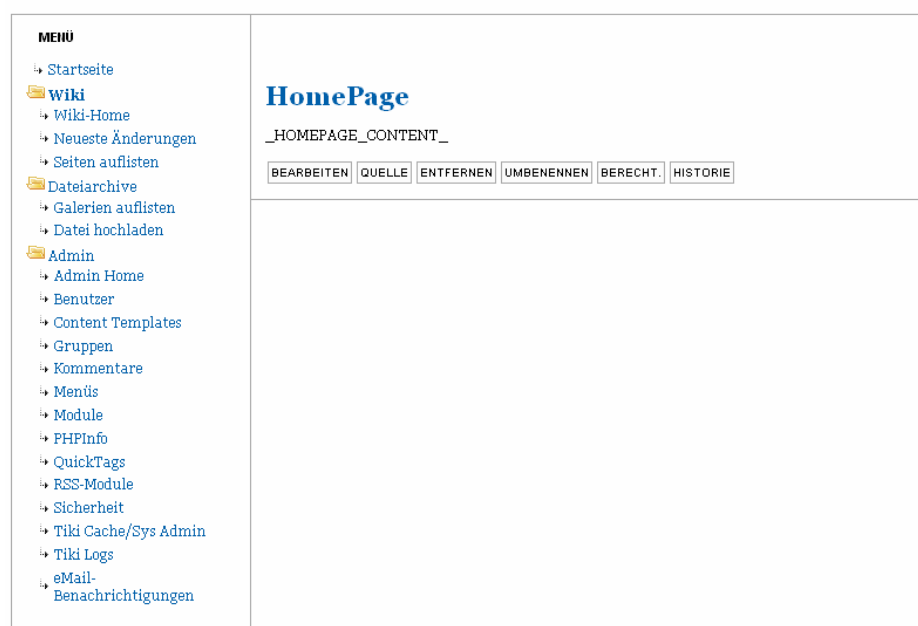 MENÜ
Startseite
Wiki
Wiki-Home
Neueste Änderungen
Seiten auflisten
Dateiarchive
Galerien auflisten
Datei hochladen
Admin
Admin Home
Benutzer
Content Templates
Gruppen
Kommentare
Menüs
Module
PHPInfo
QuickTags
RSS-Module
Sicherheit
Tiki Cache/Sys Admin
Tiki Logs
eMail-
Benachrichtigungen
HomePage
_HOMEPAGE_CONTENT_
BEARBEITEN QUELLE ENTFERNEN UMBENENNEN BERECHT. HISTORIE